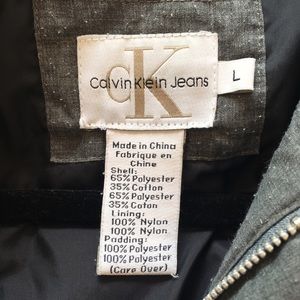 cK
Calvin Klein Jeans
L
Made in China
Fabrique en
Chine
Shell:
65% Polyester
35% Cotton
65% Polyester
35% Coton
Lining:
100% Nylon
100% Nylon
Padding:
100% Polyester
100% Polyester
(Care Over)